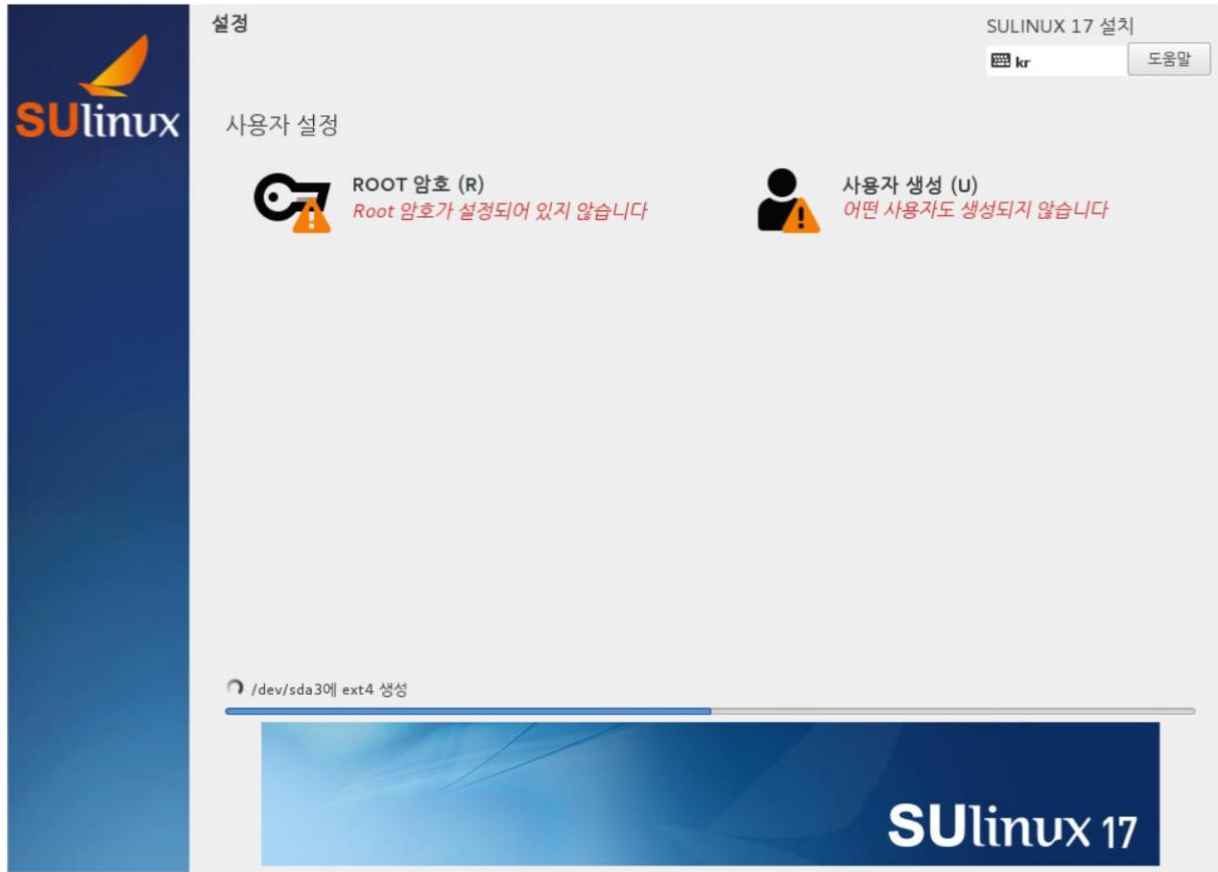 설정
SULINUX 17 설치
kr
도움말
SUlinux
사용자 설정
ROOT 암호 (R)
Root 암호가 설정되어 있지 않습니다
사용자 생성 (U)
어떤 사용자도 생성되지 않습니다
/dev/sda3에 ext4 생성
SUlinux 17